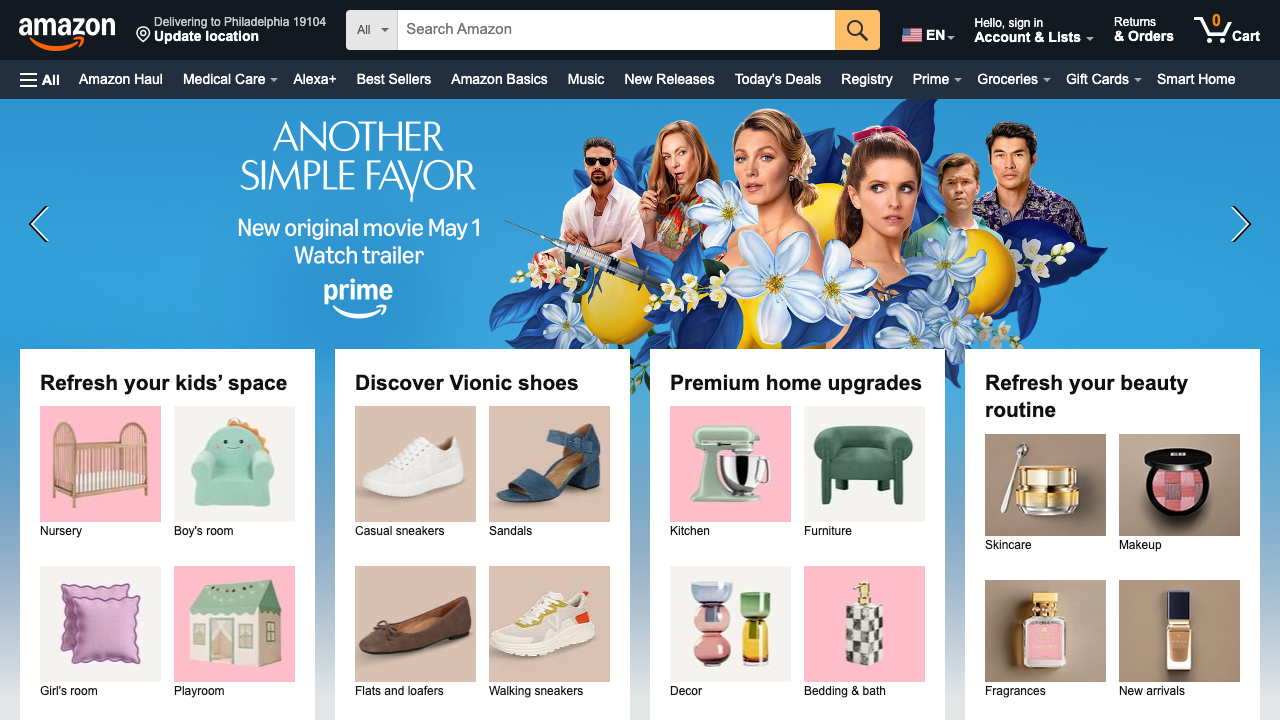 amazon
Delivering to Philadelphia 19104
Update location
All
Search Amazon
EN
Hello, sign in
Account & Lists
Returns
& Orders
0
Cart
All
Amazon Haul
Medical Care
Alexa+
Best Sellers
Amazon Basics
Music
New Releases
Today's Deals
Registry
Prime
Groceries
Gift Cards
Smart Home
ANOTHER
SIMPLE FAVOR
New original movie May 1
Watch trailer
prime
Refresh your kids’ space
Nursery
Boy's room
Girl's room
Playroom
Discover Vionic shoes
Casual sneakers
Sandals
Flats and loafers
Walking sneakers
Premium home upgrades
Kitchen
Furniture
Decor
Bedding & bath
Refresh your beauty
routine
Skincare
Makeup
Fragrances
New arrivals